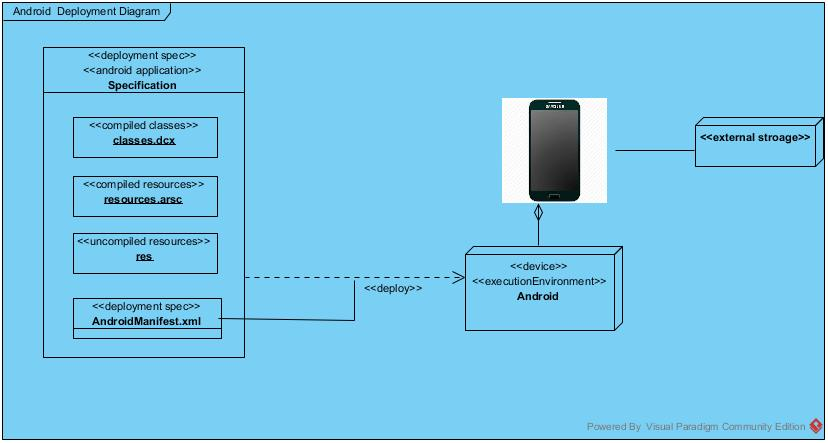 Android Deployment Diagram
<<deployment spec>>
<<android application>>
Specification
<<compiled classes>>
classes.dcx
<<compiled resources>>
resources.arsc
<<uncompiled resources>>
res
<<deployment spec>>
AndroidManifest.xml
<<deploy>>
SAMSUNG
<<external stroage>>
<<device>>
<<executionEnvironment>>
Android
Powered By Visual Paradigm Community Edition